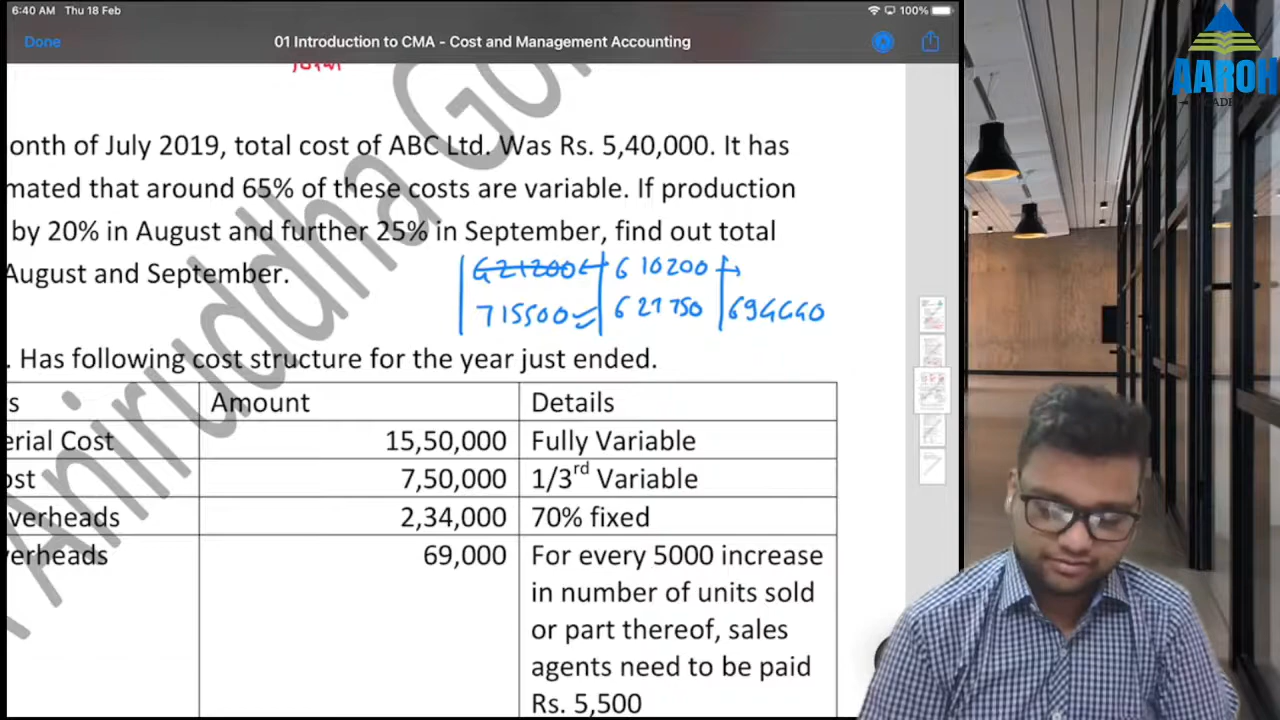 6:40 AM Thu 18 Feb
100%
Done
01 Introduction to CMA - Cost and Management Accounting
AAROH
onth of July 2019, total cost of ABC Ltd. Was Rs. 5,40,000. It has
mated that around 65% of these costs are variable. If production
by 20% in August and further 25% in September, find out total
August and September.
621200 610200
715500 627750 694440
. Has following cost structure for the year just ended.
s Amount Details
erial Cost 15,50,000 Fully Variable
ost 7,50,000 1/3rd Variable
verheads 2,34,000 70% fixed
verheads 69,000 For every 5000 increase
in number of units sold
or part thereof, sales
agents need to be paid
Rs. 5,500
Aniruddha